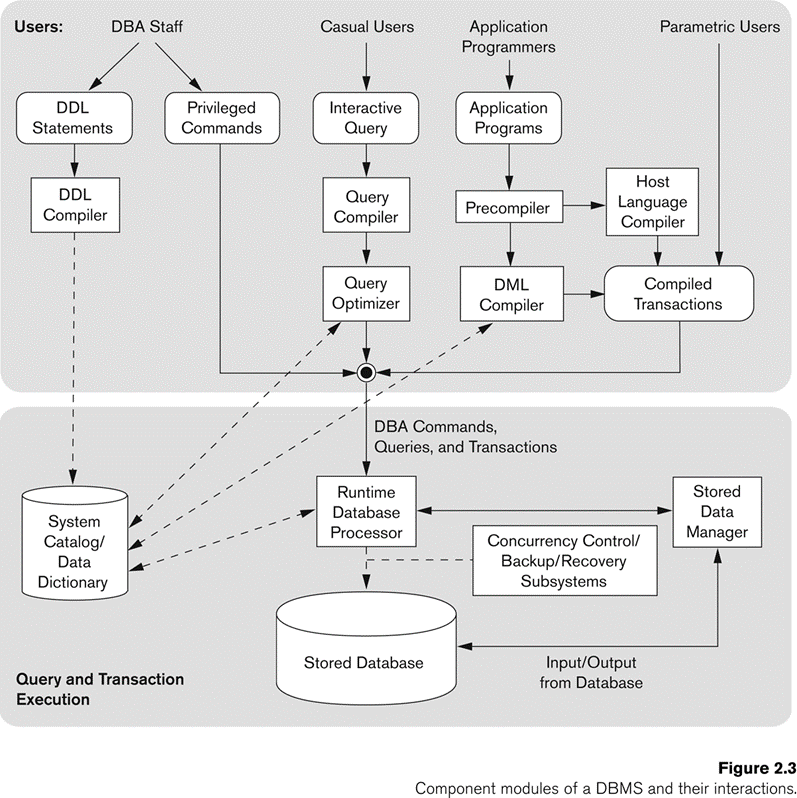 Users:
DBA Staff
Casual Users
Application
Programmers
Parametric Users
DDL
Statements
Privileged
Commands
Interactive
Query
Application
Programs
DDL
Compiler
Query
Compiler
Precompiler
Host
Language
Compiler
Query
Optimizer
DML
Compiler
Compiled
Transactions
DBA Commands,
Queries, and Transactions
System
Catalog/
Data
Dictionary
Runtime
Database
Processor
Stored
Data
Manager
Concurrency Control/
Backup/Recovery
Subsystems
Stored Database
Input/Output
from Database
Query and Transaction
Execution
Figure 2.3
Component modules of a DBMS and their interactions.